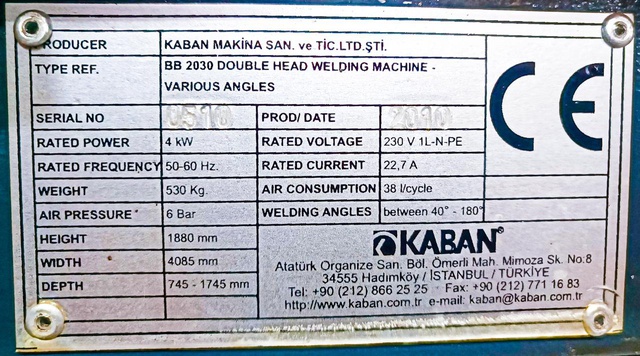 PRODUCER KABAN MAKİNA SAN. ve TİC.LTD.ŞTİ.
TYPE REF. BB 2030 DOUBLE HEAD WELDING MACHINE -
VARIOUS ANGLES
CE
SERIAL NO 0510 PROD/ DATE 2010
RATED POWER 4 kW RATED VOLTAGE 230 V 1L-N-PE
RATED FREQUENCY 50-60 Hz. RATED CURRENT 22,7 A
WEIGHT 530 Kg. AIR CONSUMPTION 38 l/cycle
AIR PRESSURE 6 Bar WELDING ANGLES between 40° - 180°
HEIGHT 1880 mm
WIDTH 4085 mm
DEPTH 745 - 1745 mm
KABAN®
Atatürk Organize San. Böl. Ömerli Mah. Mimoza Sk. No:8
34555 Hadımköy / İSTANBUL / TÜRKİYE
Tel: +90 (212) 866 25 25 Fax: +90 (212) 771 16 83
http://www.kaban.com.tr e-mail: kaban@kaban.com.tr